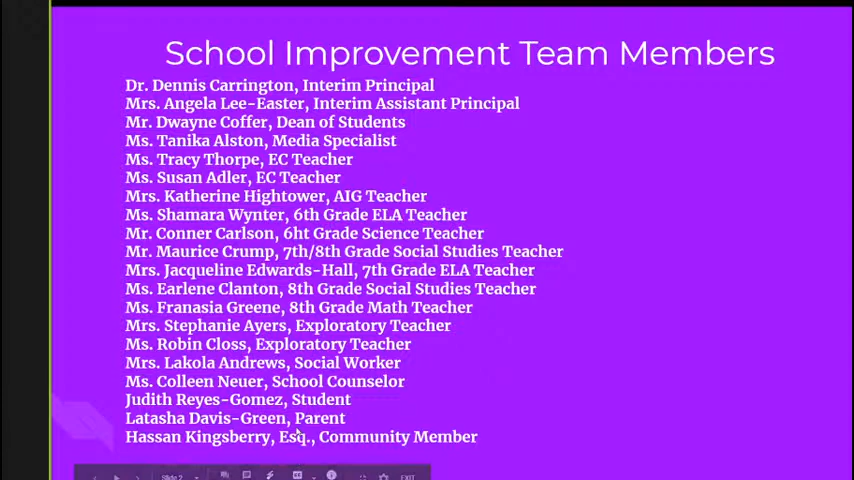 School Improvement Team Members
Dr. Dennis Carrington, Interim Principal
Mrs. Angela Lee-Easter, Interim Assistant Principal
Mr. Dwayne Coffer, Dean of Students
Ms. Tanika Alston, Media Specialist
Ms. Tracy Thorpe, EC Teacher
Ms. Susan Adler, EC Teacher
Mrs. Katherine Hightower, AIG Teacher
Ms. Shamara Wynter, 6th Grade ELA Teacher
Mr. Conner Carlson, 6ht Grade Science Teacher
Mr. Maurice Crump, 7th/8th Grade Social Studies Teacher
Mrs. Jacqueline Edwards-Hall, 7th Grade ELA Teacher
Ms. Earlene Clanton, 8th Grade Social Studies Teacher
Ms. Franasia Greene, 8th Grade Math Teacher
Mrs. Stephanie Ayers, Exploratory Teacher
Ms. Robin Closs, Exploratory Teacher
Mrs. Lakola Andrews, Social Worker
Ms. Colleen Neuer, School Counselor
Judith Reyes-Gomez, Student
Latasha Davis-Green, Parent
Hassan Kingsberry, Esq., Community Member
Slide 2 EXIT